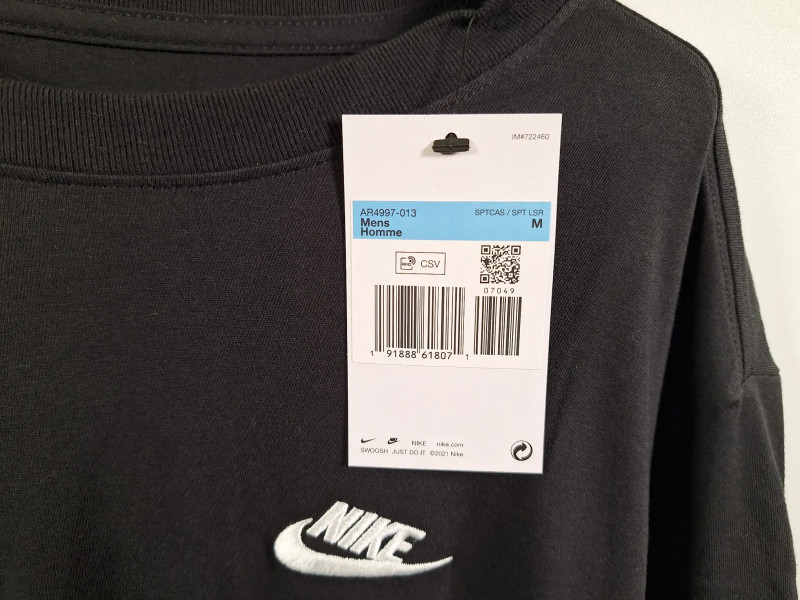 IM#722460
AR4997-013 SPTCAS / SPT LSR
Mens M
Homme
RFID CSV
07049
1 91888 61807 1
NIKE nike.com
SWOOSH JUST DO IT ©2021 Nike
NIKE